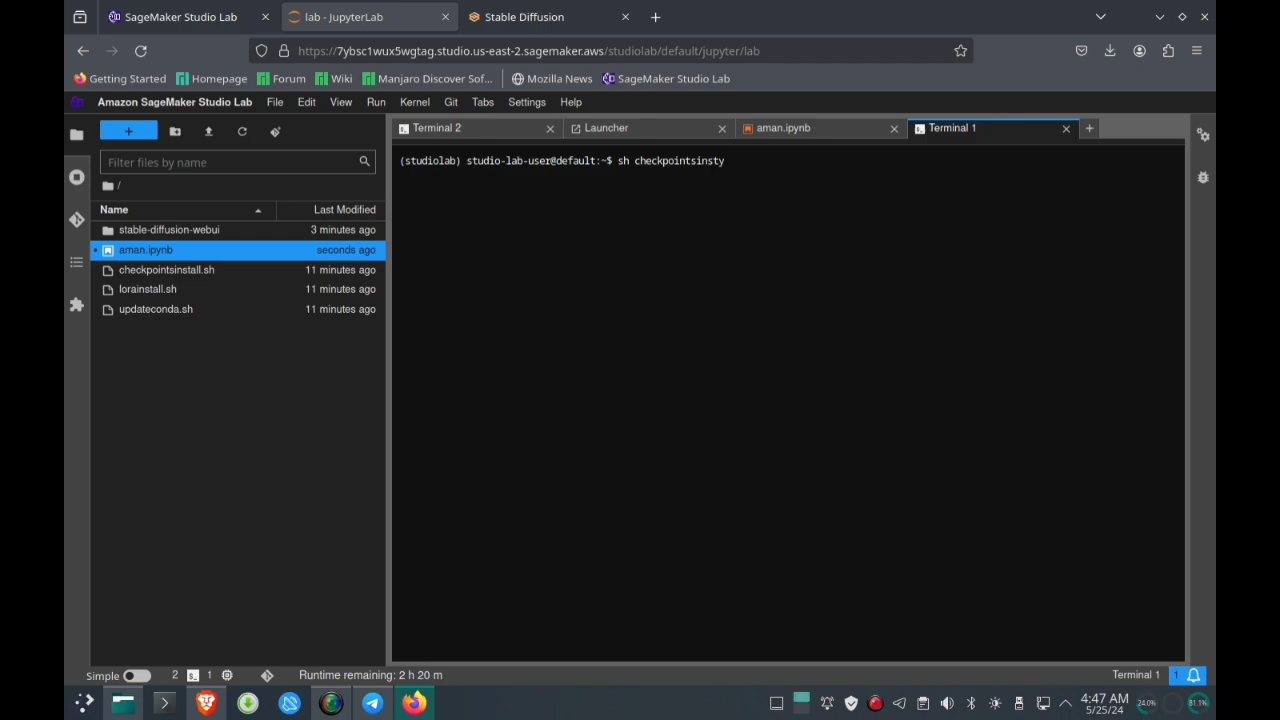 SageMaker Studio Lab
lab - JupyterLab
Stable Diffusion
https://7ybsc1wux5wgtag.studio.us-east-2.sagemaker.aws/studiolab/default/jupyter/lab
Getting Started
Homepage
Forum
Wiki
Manjaro Discover Sof...
Mozilla News
SageMaker Studio Lab
Amazon SageMaker Studio Lab File Edit View Run Kernel Git Tabs Settings Help
Terminal 2
Launcher
aman.ipynb
Terminal 1
Filter files by name
/
Name Last Modified
stable-diffusion-webui 3 minutes ago
aman.ipynb seconds ago
checkpointsinstall.sh 11 minutes ago
lorainstall.sh 11 minutes ago
updateconda.sh 11 minutes ago
(studiolab) studio-lab-user@default:~$ sh checkpointsinsty
Simple 2 1 Runtime remaining: 2 h 20 m Terminal 1 1
4:47 AM
5/25/24
24.0%
81.1%